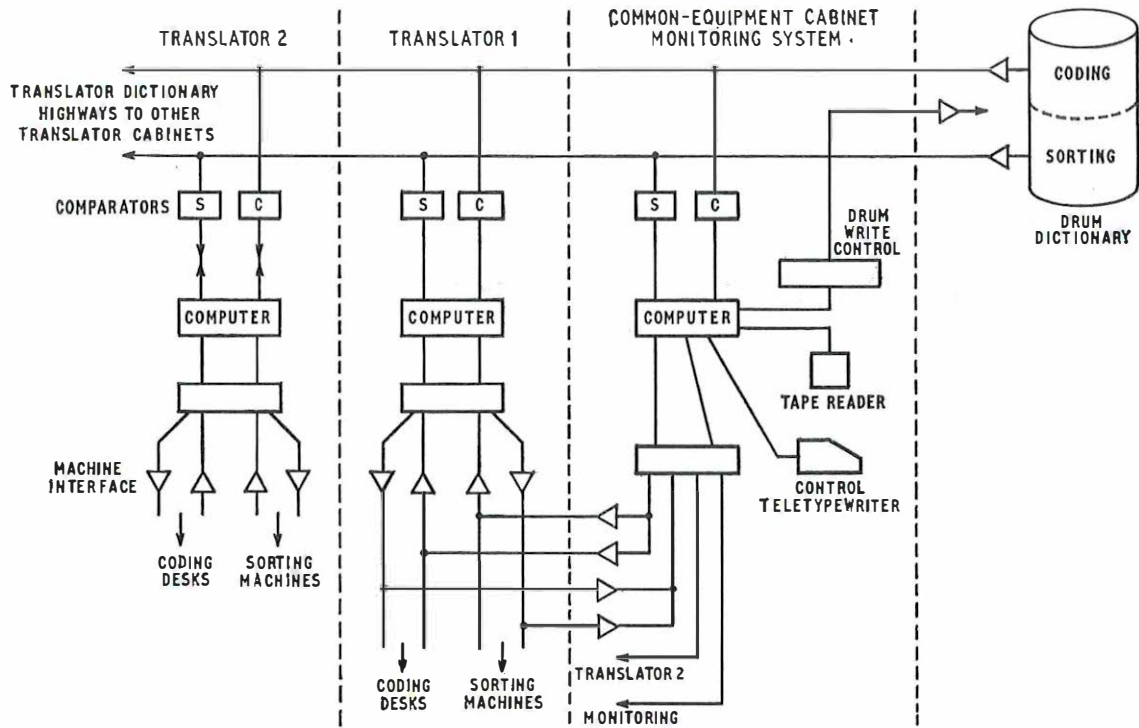 TRANSLATOR 2
TRANSLATOR 1
COMMON-EQUIPMENT CABINET
MONITORING SYSTEM.
CODING
SORTING
DRUM
DICTIONARY
TRANSLATOR DICTIONARY
HIGHWAYS TO OTHER
TRANSLATOR CABINETS
COMPARATORS
S
C
S
C
S
C
DRUM
WRITE
CONTROL
COMPUTER
COMPUTER
COMPUTER
TAPE READER
MACHINE
INTERFACE
CONTROL
TELETYPEWRITER
CODING
DESKS
SORTING
MACHINES
CODING
DESKS
SORTING
MACHINES
TRANSLATOR 2
MONITORING